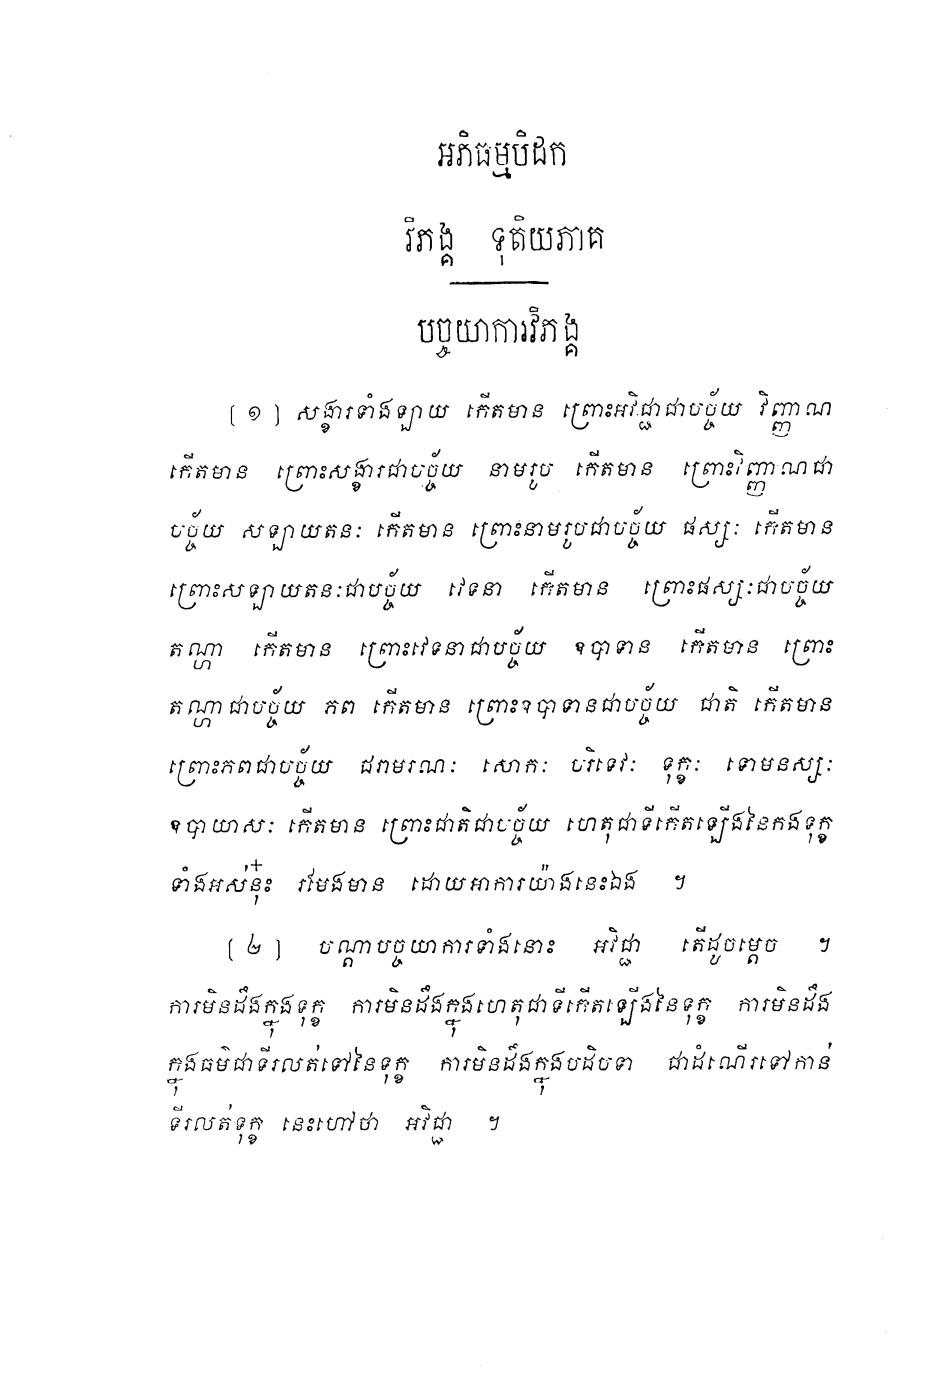 អភិធម្មបិដក
វិភង្គ ទុតិយភាគ
បច្ចយាការវិភង្គ
(១) សង្ខារទាំងឡាយ កើតមាន ព្រោះអវិជ្ជាជាបច្ច័យ វិញ្ញាណ
កើតមាន ព្រោះសង្ខារជាបច្ច័យ នាមរូប កើតមាន ព្រោះវិញ្ញាណជា
បច្ច័យ សឡាយតនៈ កើតមាន ព្រោះនាមរូបជាបច្ច័យ ផស្សៈ កើតមាន
ព្រោះសឡាយតនៈជាបច្ច័យ វេទនា កើតមាន ព្រោះផស្សៈជាបច្ច័យ
តណ្ហា កើតមាន ព្រោះវេទនាជាបច្ច័យ ឧបាទាន កើតមាន ព្រោះ
តណ្ហាជាបច្ច័យ ភព កើតមាន ព្រោះឧបាទានជាបច្ច័យ ជាតិ កើតមាន
ព្រោះភពជាបច្ច័យ ជរាមរណៈ សោកៈ បរិទេវៈ ទុក្ខៈ ទោមនស្សៈ
ឧបាយាសៈ កើតមាន ព្រោះជាតិជាបច្ច័យ ហេតុជាទីកើតឡើងនៃកងទុក្ខ
ទាំងអស់នុ៎ះ រមែងមាន ដោយអាការយ៉ាងនេះឯង ។
(២) បណ្តាបច្ចយាការទាំងនោះ អវិជ្ជា តើដូចម្តេច ។
ការមិនដឹងក្នុងទុក្ខ ការមិនដឹងក្នុងហេតុជាទីកើតឡើងនៃទុក្ខ ការមិនដឹង
ក្នុងធម៌ជាទីរលត់ទៅនៃទុក្ខ ការមិនដឹងក្នុងបដិបទា ជាដំណើរទៅកាន់
ទីរលត់ទុក្ខ នេះហៅថា អវិជ្ជា ។